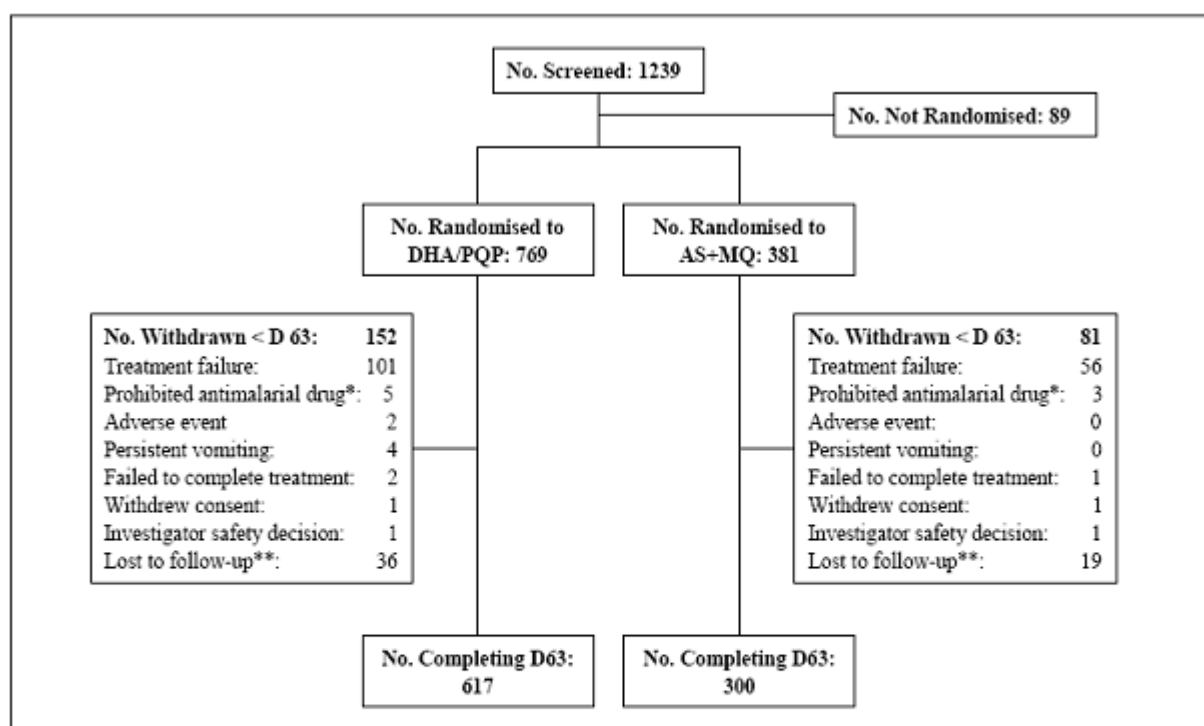 No. Screened: 1239
No. Not Randomised: 89
No. Randomised to
DHA/PQP: 769
No. Randomised to
AS+MQ: 381
No. Withdrawn < D 63: 152
Treatment failure: 101
Prohibited antimalarial drug*: 5
Adverse event 2
Persistent vomiting: 4
Failed to complete treatment: 2
Withdrew consent: 1
Investigator safety decision: 1
Lost to follow-up**: 36
No. Withdrawn < D 63: 81
Treatment failure: 56
Prohibited antimalarial drug*: 3
Adverse event: 0
Persistent vomiting: 0
Failed to complete treatment: 1
Withdrew consent: 1
Investigator safety decision: 1
Lost to follow-up**: 19
No. Completing D63:
617
No. Completing D63:
300